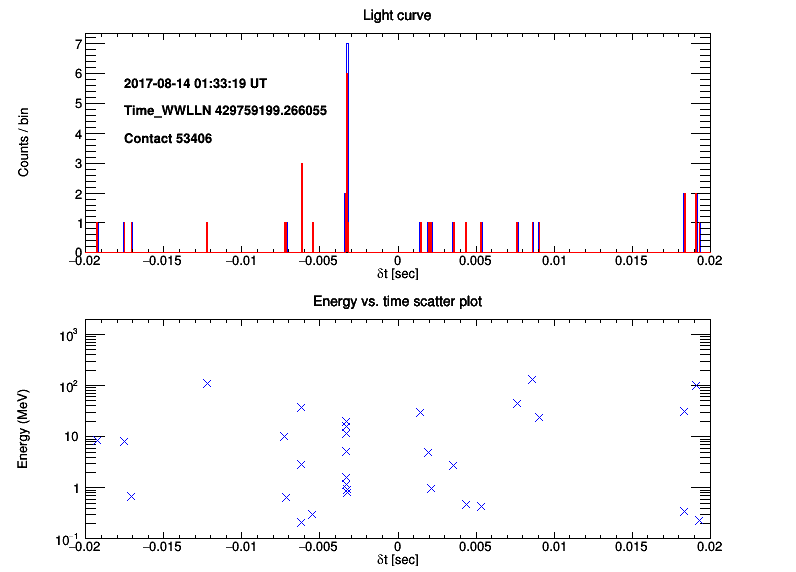 Light curve
Counts / bin
7
6
5
4
3
2
1
0
2017-08-14 01:33:19 UT
Time_WWLLN 429759199.266055
Contact 53406
−0.02 −0.015 −0.01 −0.005 0 0.005 0.01 0.015 0.02
δt [sec]
Energy vs. time scatter plot
Energy (MeV)
10³
10²
10
1
10⁻¹
−0.02 −0.015 −0.01 −0.005 0 0.005 0.01 0.015 0.02
δt [sec]